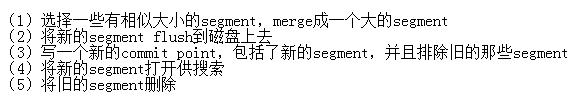 (1) 选择一些有相似大小的segment，merge成一个大的segment
(2) 将新的segment flush到磁盘上去
(3) 写一个新的commit point，包括了新的segment，并且排除旧的那些segment
(4) 将新的segment打开供搜索
(5) 将旧的segment删除